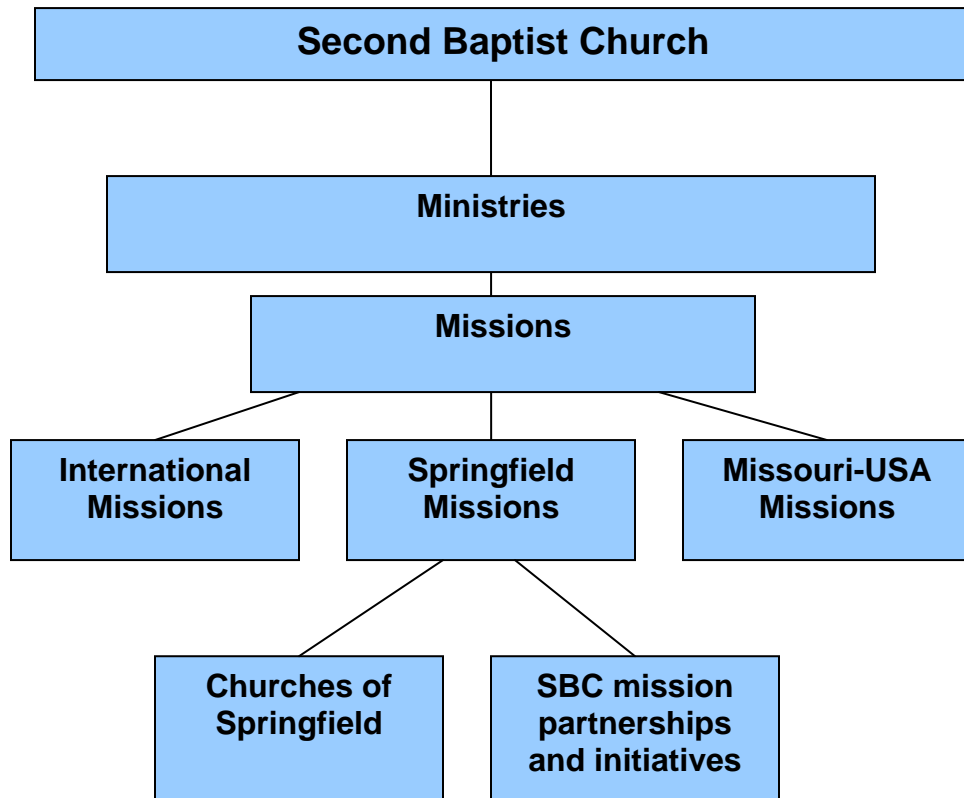 Second Baptist Church
Ministries
Missions
International
Missions
Springfield
Missions
Missouri-USA
Missions
Churches of
Springfield
SBC mission
partnerships
and initiatives